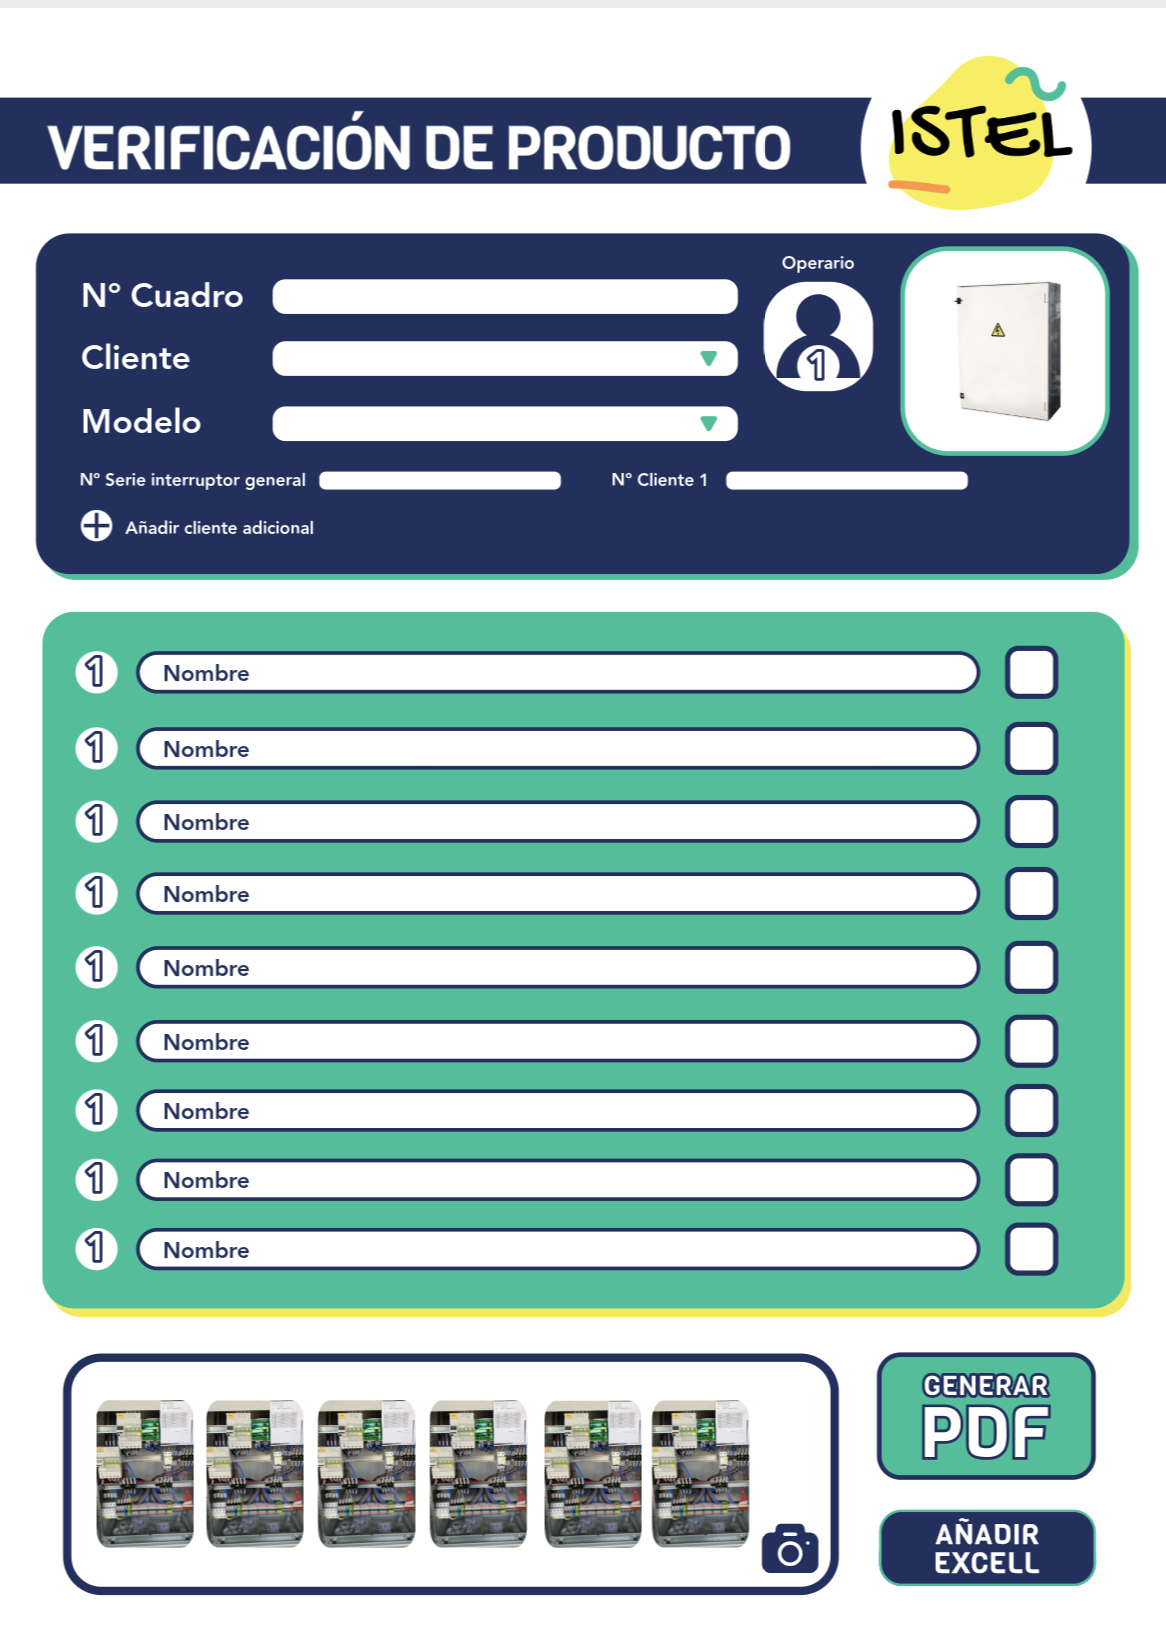 VERIFICACIÓN DE PRODUCTO
ISTEL
Nº Cuadro
Operario
1
Cliente
Modelo
Nº Serie interruptor general
Nº Cliente 1
Añadir cliente adicional
1 Nombre
1 Nombre
1 Nombre
1 Nombre
1 Nombre
1 Nombre
1 Nombre
1 Nombre
1 Nombre
GENERAR
PDF
AÑADIR
EXCELL